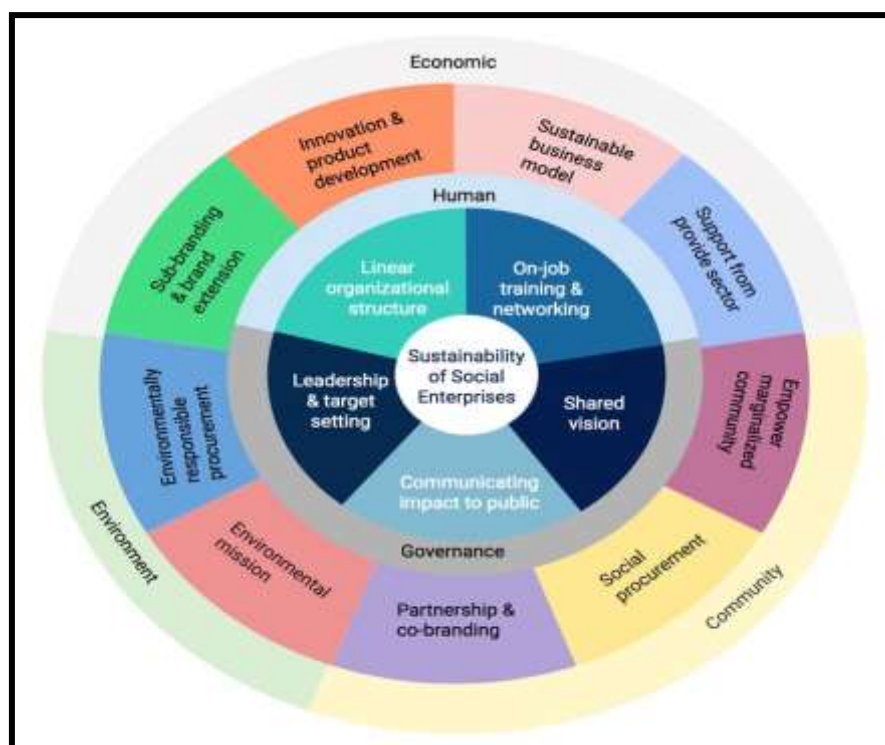 Economic
Innovation &
product
development
Sustainable
business
model
Sub-branding
& brand
extension
Human
Support from
provide sector
Linear
organizational
structure
On-job
training &
networking
Sustainability
of Social
Enterprises
Environmentally
responsible
procurement
Leadership
& target
setting
Shared
vision
Empower
marginalized
community
Communicating
impact to public
Environment
Environmental
mission
Governance
Social
procurement
Community
Partnership &
co-branding